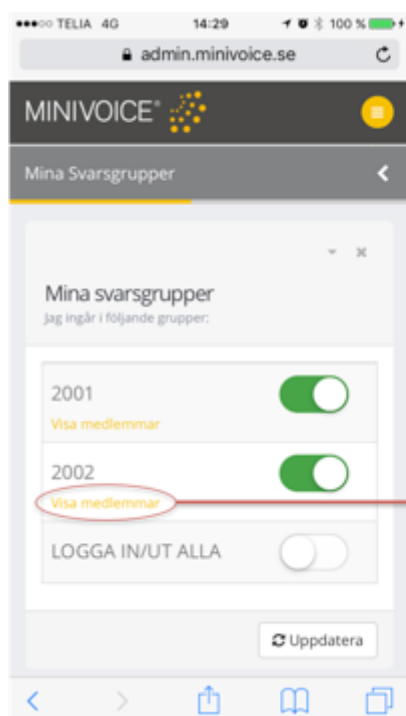 TELIA 4G 14:29 100 %
admin.minivoice.se
MINIVOICE®
Mina Svarsgrupper
Mina svarsgrupper
Jag ingår i följande grupper:
2001
Visa medlemmar
2002
Visa medlemmar
LOGGA IN/UT ALLA
Uppdatera